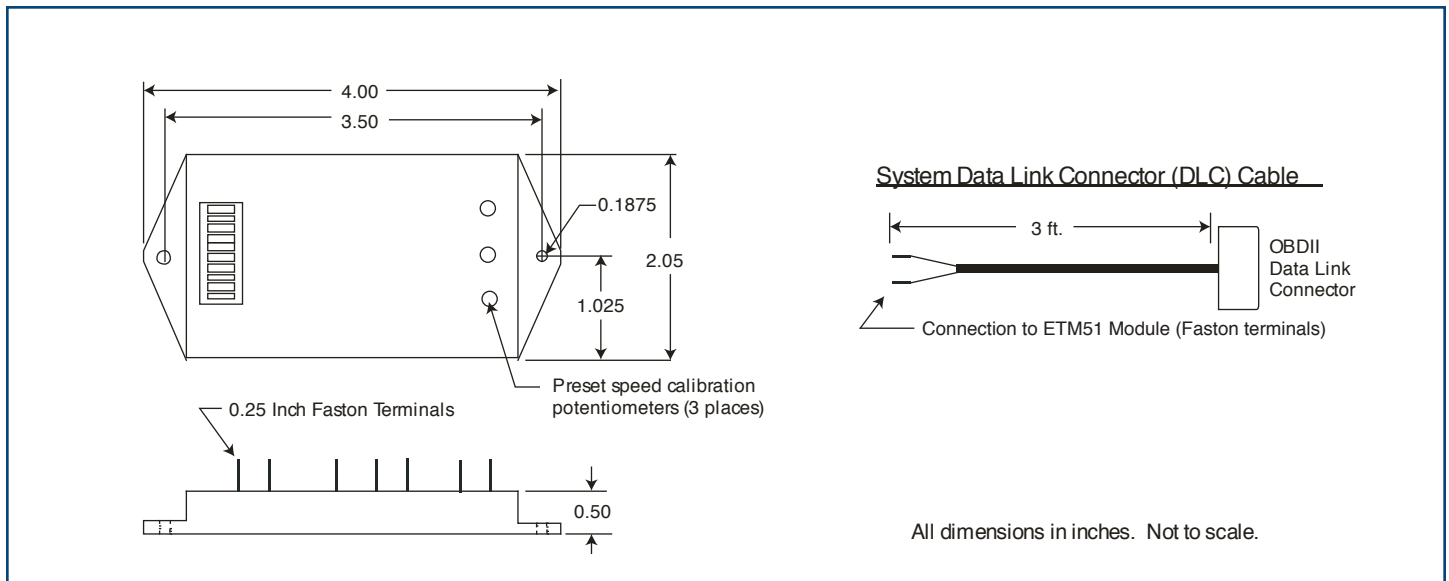 4.00
3.50
0.1875
2.05
1.025
Preset speed calibration
potentiometers (3 places)
0.25 Inch Faston Terminals
0.50
System Data Link Connector (DLC) Cable
3 ft.
OBDII
Data Link
Connector
Connection to ETM51 Module (Faston terminals)
All dimensions in inches. Not to scale.